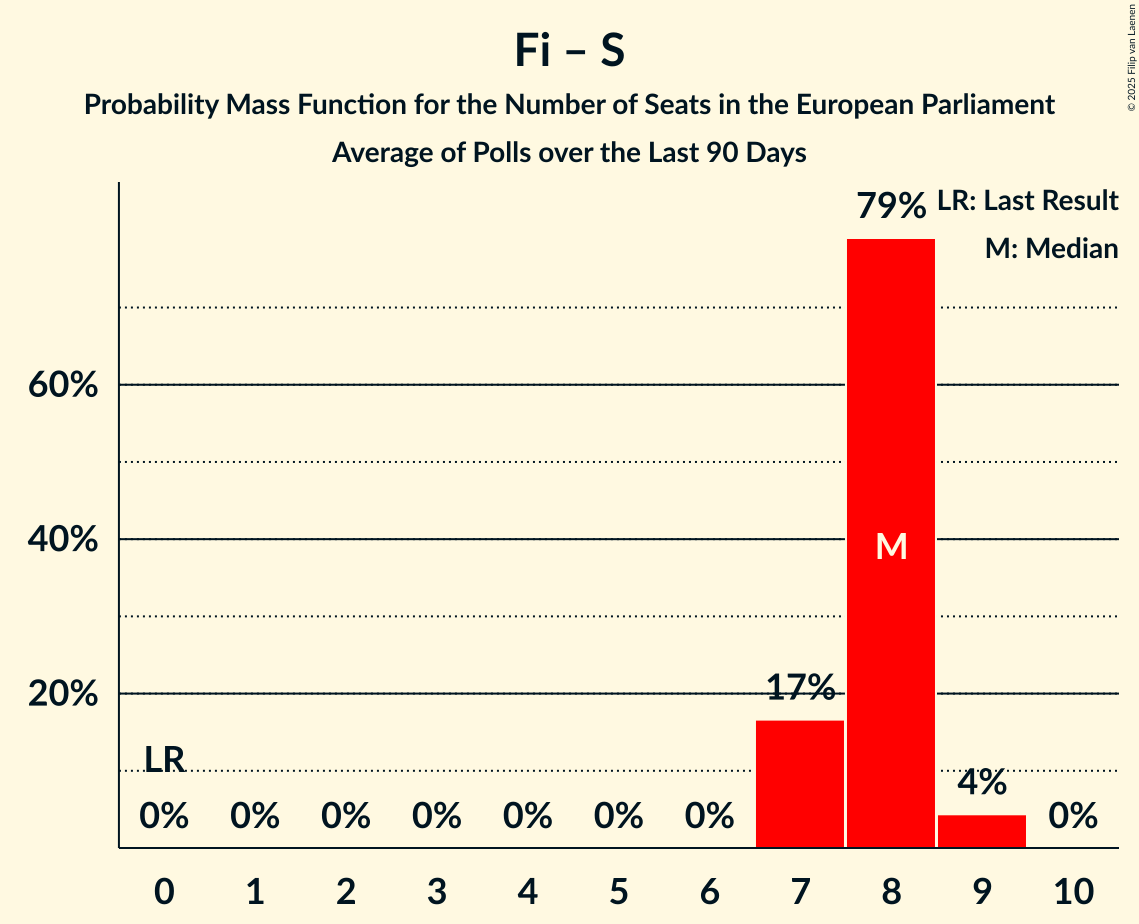 Fi – S
Probability Mass Function for the Number of Seats in the European Parliament
Average of Polls over the Last 90 Days
© 2025 Filip van Laenen
LR: Last Result
M: Median
79%
60%
40%
M
20%
17%
LR
4%
0% 0% 0% 0% 0% 0% 0% 0%
0 1 2 3 4 5 6 7 8 9 10